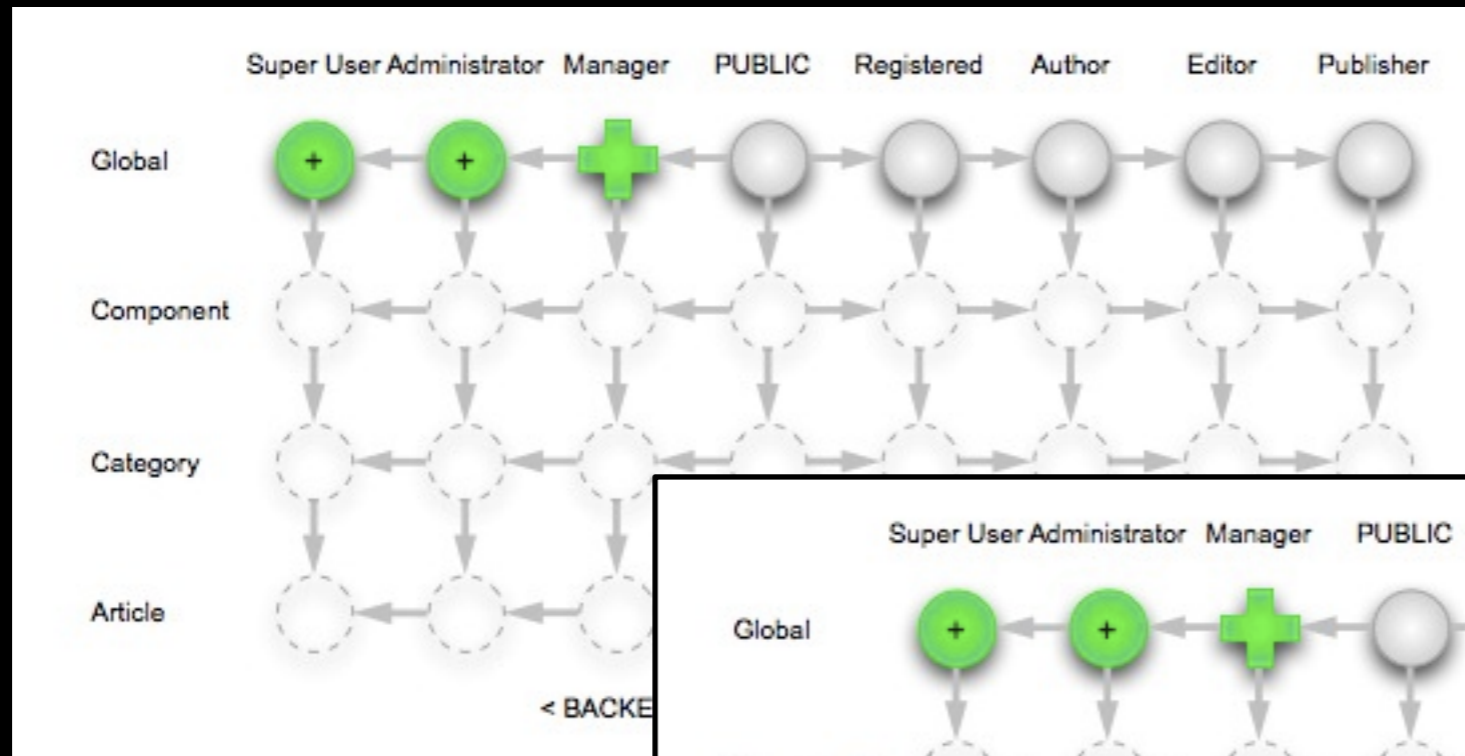 Super User Administrator Manager PUBLIC Registered Author Editor Publisher
Global + +
Component
Category
Article
< BACKE
Super User Administrator Manager PUBLIC
Global + +